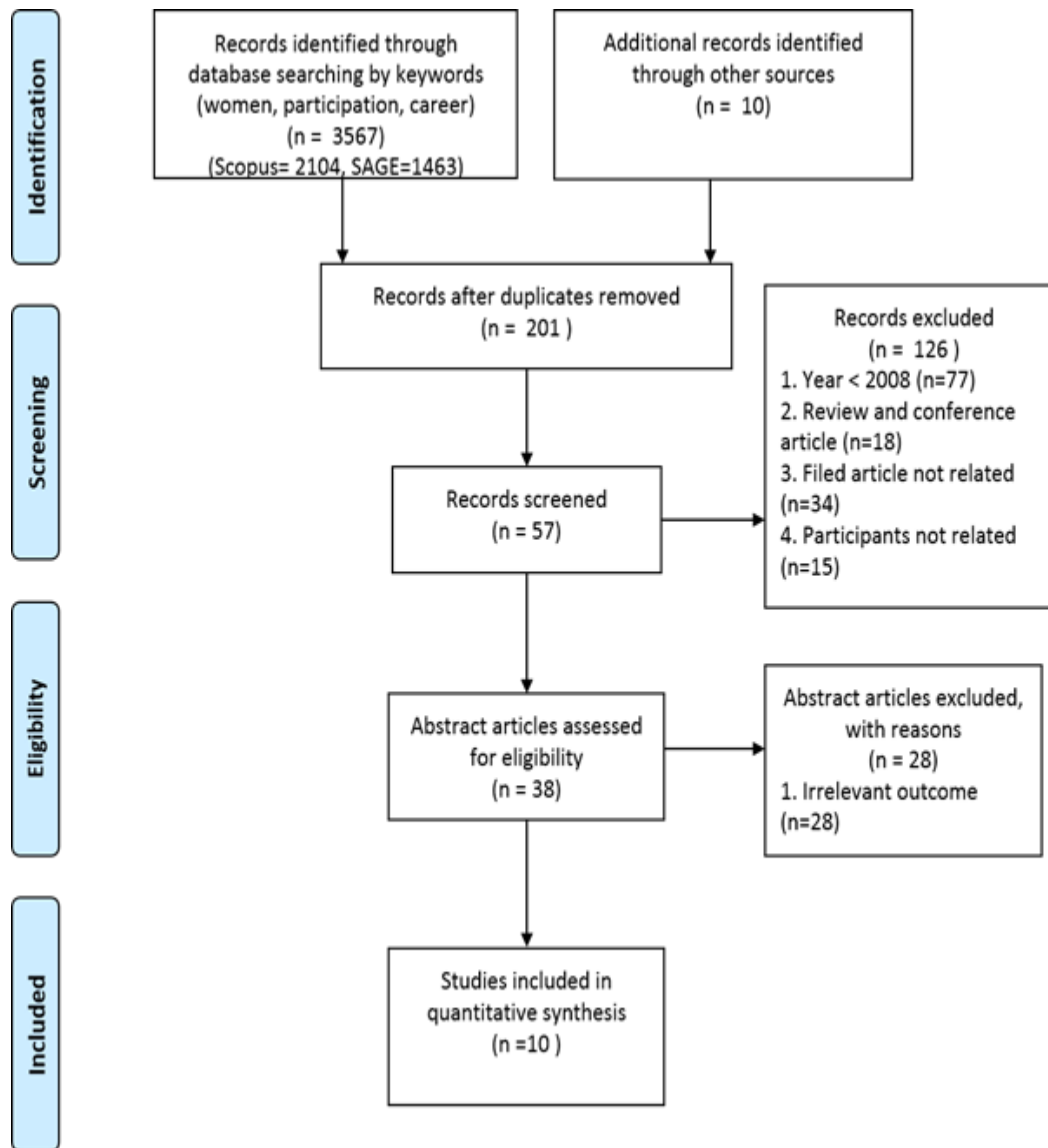 Identification
Records identified through
database searching by keywords
(women, participation, career)
(n = 3567)
(Scopus= 2104, SAGE=1463)
Additional records identified
through other sources
(n = 10)
Screening
Records after duplicates removed
(n = 201 )
Records excluded
(n = 126 )
1. Year < 2008 (n=77)
2. Review and conference
article (n=18)
3. Filed article not related
(n=34)
4. Participants not related
(n=15)
Records screened
(n = 57)
Eligibility
Abstract articles assessed
for eligibility
(n = 38)
Abstract articles excluded,
with reasons
(n = 28)
1. Irrelevant outcome
(n=28)
Included
Studies included in
quantitative synthesis
(n =10 )